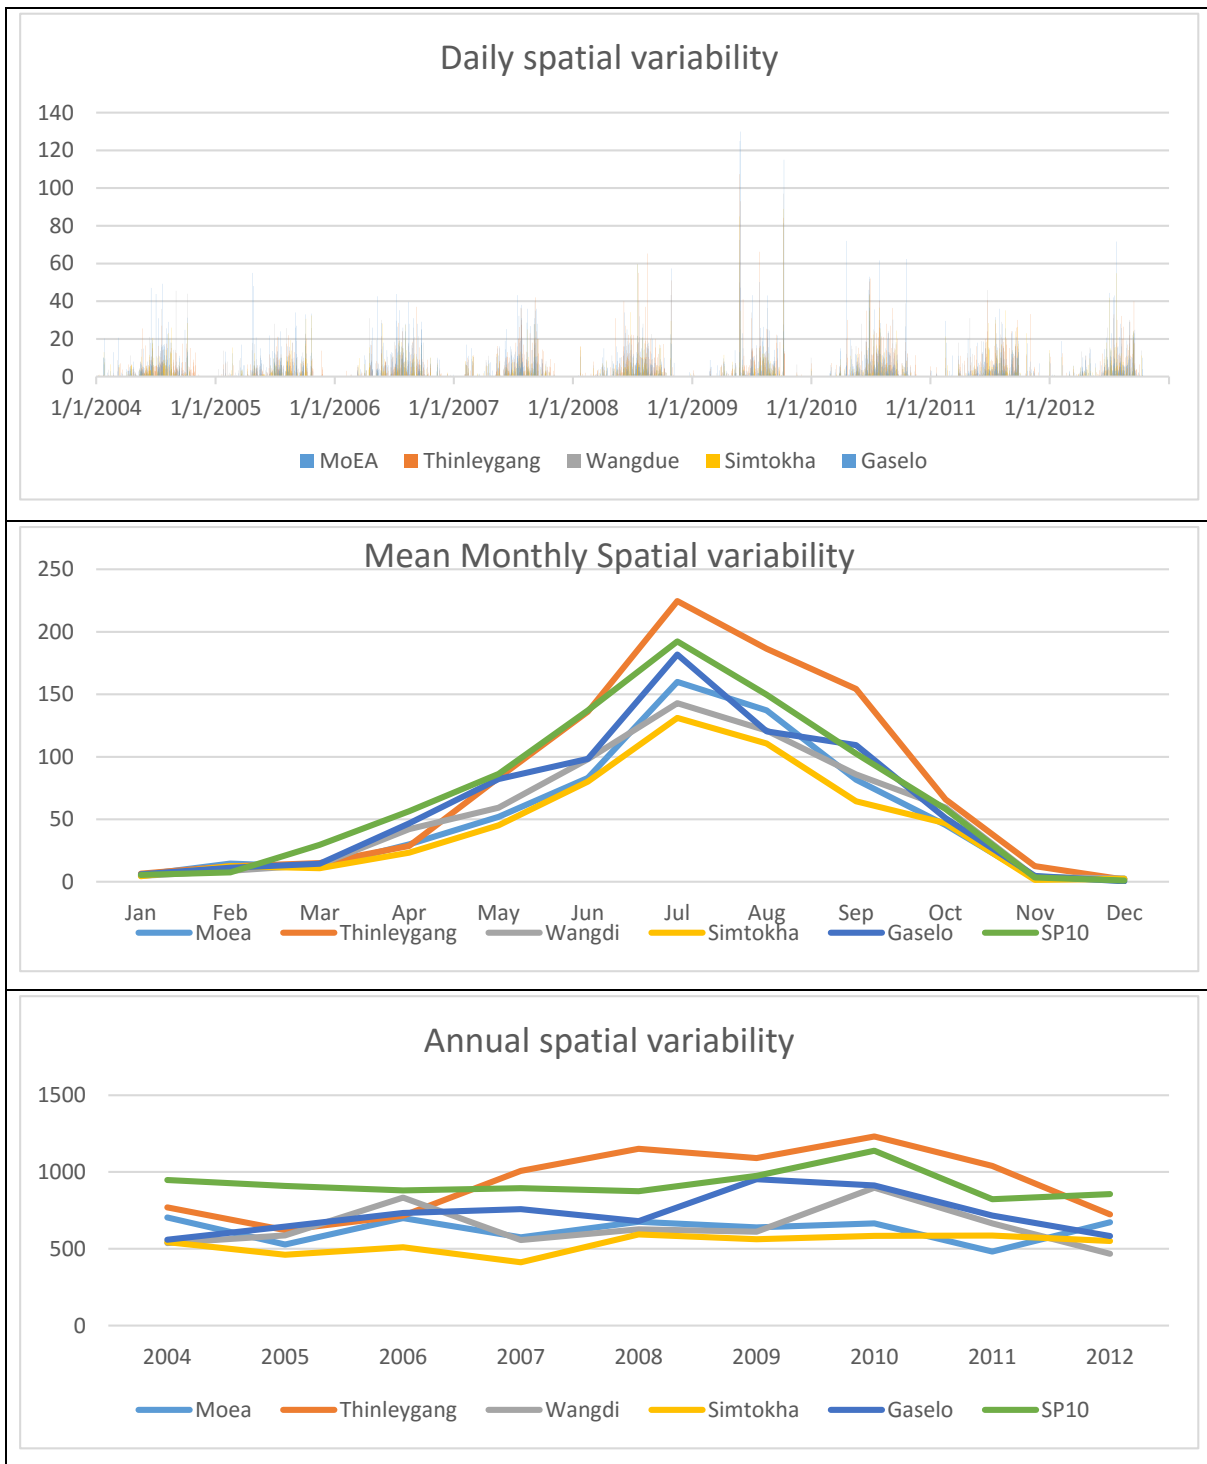 Daily spatial variability
140
120
100
80
60
40
20
0
1/1/2004 1/1/2005 1/1/2006 1/1/2007 1/1/2008 1/1/2009 1/1/2010 1/1/2011 1/1/2012
MoEA Thinleygang Wangdue Simtokha Gaselo
Mean Monthly Spatial variability
250
200
150
100
50
0
Jan Feb Mar Apr May Jun Jul Aug Sep Oct Nov Dec
Moea Thinleygang Wangdi Simtokha Gaselo SP10
Annual spatial variability
1500
1000
500
0
2004 2005 2006 2007 2008 2009 2010 2011 2012
Moea Thinleygang Wangdi Simtokha Gaselo SP10